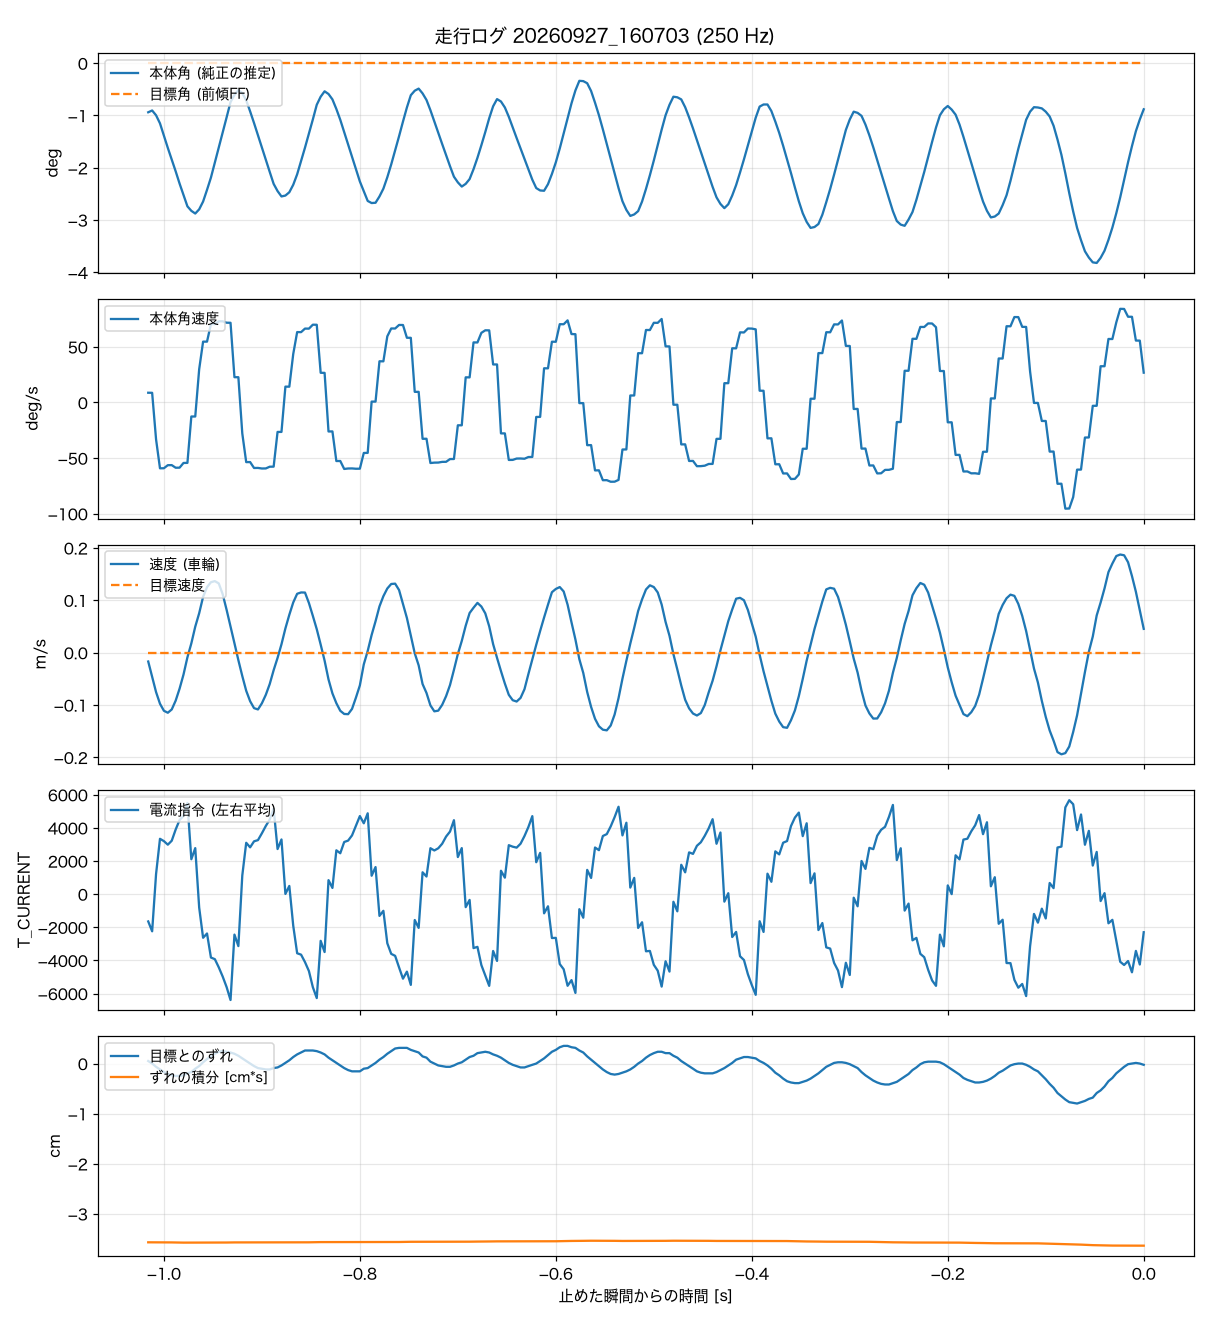 走行ログ 20260927_160703 (250 Hz)
本体角 (純正の推定)
目標角 (前傾FF)
0
−1
−2
−3
−4
deg
本体角速度
50
0
−50
−100
deg/s
速度 (車輪)
目標速度
0.2
0.1
0.0
−0.1
−0.2
m/s
電流指令 (左右平均)
6000
4000
2000
0
−2000
−4000
−6000
T_CURRENT
目標とのずれ
ずれの積分 [cm*s]
0
−1
−2
−3
cm
−1.0 −0.8 −0.6 −0.4 −0.2 0.0
止めた瞬間からの時間 [s]